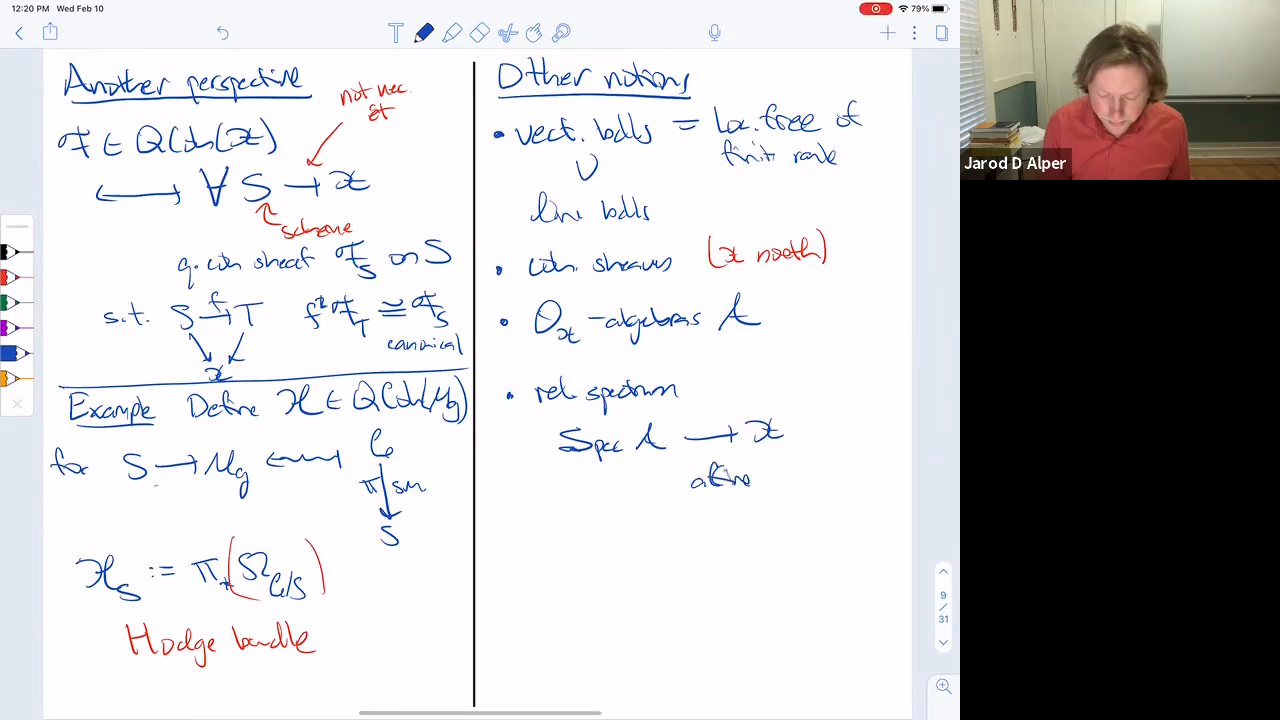 12:20 PM Wed Feb 10
79%
Another perspective
not nec.
ét
ℱ ∈ QCoh(𝒳)
⟷ ∀ S → 𝒳
scheme
q. coh sheaf ℱ_S on S
s.t. S →^f T f^*ℱ_T ≅ ℱ_S
canonical
𝒳
Example Define ℋ ∈ QCoh(ℳ_g)
for S → ℳ_g ⟷ 𝒞
π sm
S
ℋ_S := π_*(Ω_{𝒞/S})
Hodge bundle
Other notions
• vect. bdls = loc. free of
finite rank
∪
line bdls
• coh. sheaves (𝒳 noeth)
• O_𝒳-algebras 𝒜
• rel. spectrum
Spec 𝒜 → 𝒳
affine
9
/
31
Jarod D Alper